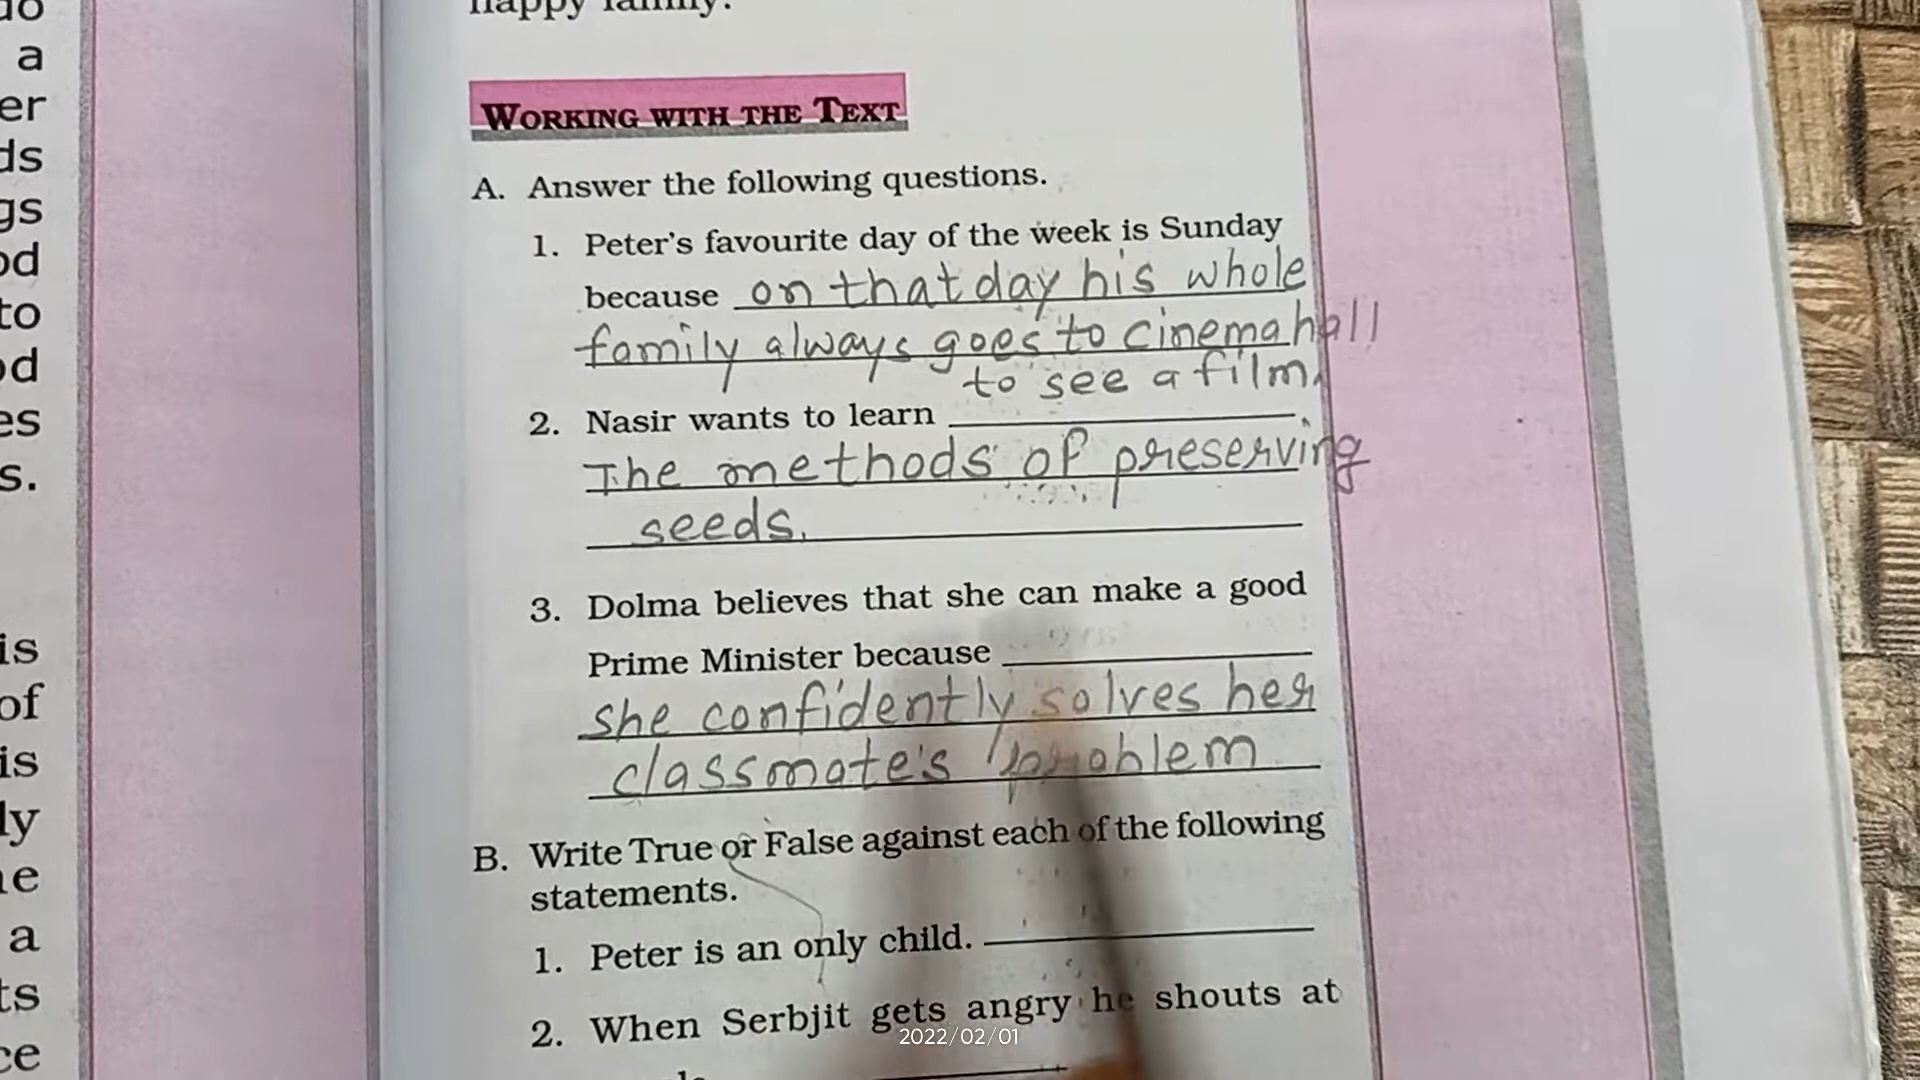 happy family.
WORKING WITH THE TEXT
A. Answer the following questions.
1. Peter's favourite day of the week is Sunday
because on that day his whole
family always goes to cinema hall
to see a film.
2. Nasir wants to learn
The methods of preserving
seeds.
3. Dolma believes that she can make a good
Prime Minister because
she confidently solves her
classmate's problem
B. Write True or False against each of the following
statements.
1. Peter is an only child.
2. When Serbjit gets angry he shouts at
2022/02/01